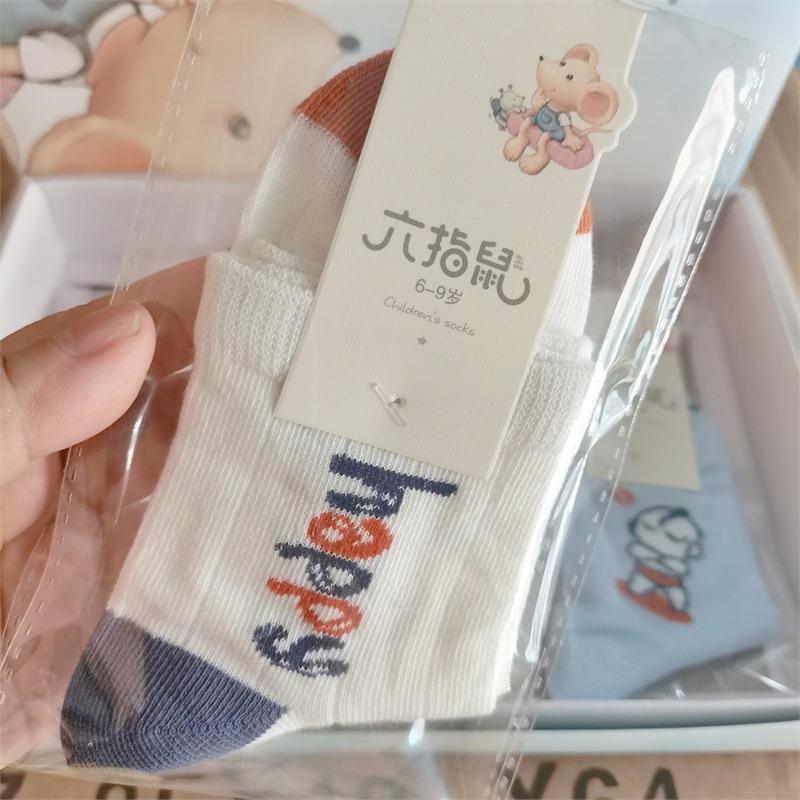 六指鼠
6-9岁
Children's socks
happy